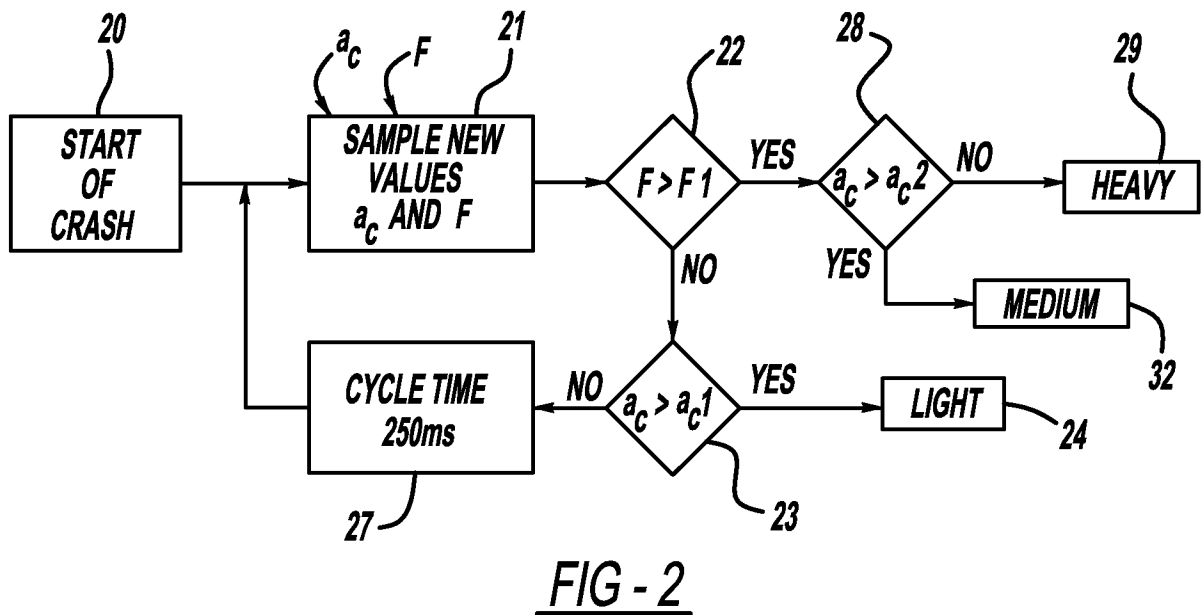 20
a_c
F
21
22
28
29
START
OF
CRASH
SAMPLE NEW
VALUES
a_c AND F
F > F 1
YES
a_c > a_c2
NO
HEAVY
NO
YES
MEDIUM
32
CYCLE TIME
250ms
NO
a_c > a_c1
YES
LIGHT
24
27
23
FIG - 2